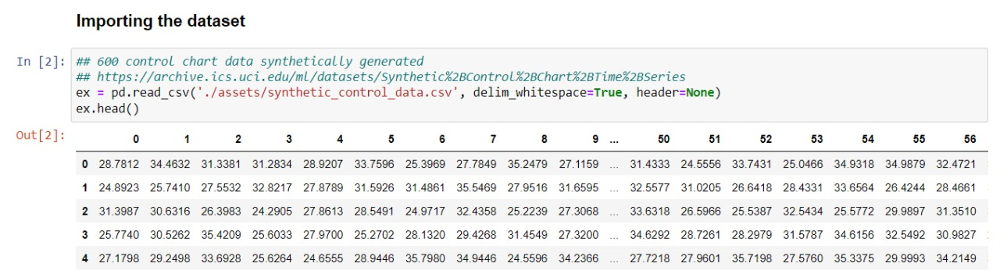 Importing the dataset
In [2]: ## 600 control chart data synthetically generated
## https://archive.ics.uci.edu/ml/datasets/Synthetic%2BControl%2BChart%2BTime%2BSeries
ex = pd.read_csv('./assets/synthetic_control_data.csv', delim_whitespace=True, header=None)
ex.head()
Out[2]:
0 1 2 3 4 5 6 7 8 9 ... 50 51 52 53 54 55 56
0 28.7812 34.4632 31.3381 31.2834 28.9207 33.7596 25.3969 27.7849 35.2479 27.1159 ... 31.4333 24.5556 33.7431 25.0466 34.9318 34.9879 32.4721
1 24.8923 25.7410 27.5532 32.8217 27.8789 31.5926 31.4861 35.5469 27.9516 31.6595 ... 32.5577 31.0205 26.6418 28.4331 33.6564 26.4244 28.4661
2 31.3987 30.6316 26.3983 24.2905 27.8613 28.5491 24.9717 32.4358 25.2239 27.3068 ... 33.6318 26.5966 25.5387 32.5434 25.5772 29.9897 31.3510
3 25.7740 30.5262 35.4209 25.6033 27.9700 25.2702 28.1320 29.4268 31.4549 27.3200 ... 34.6292 28.7261 28.2979 31.5787 34.6156 32.5492 30.9827
4 27.1798 29.2498 33.6928 25.6264 24.6555 28.9446 35.7980 34.9446 24.5596 34.2366 ... 27.7218 27.9601 35.7198 27.5760 35.3375 29.9993 34.2149